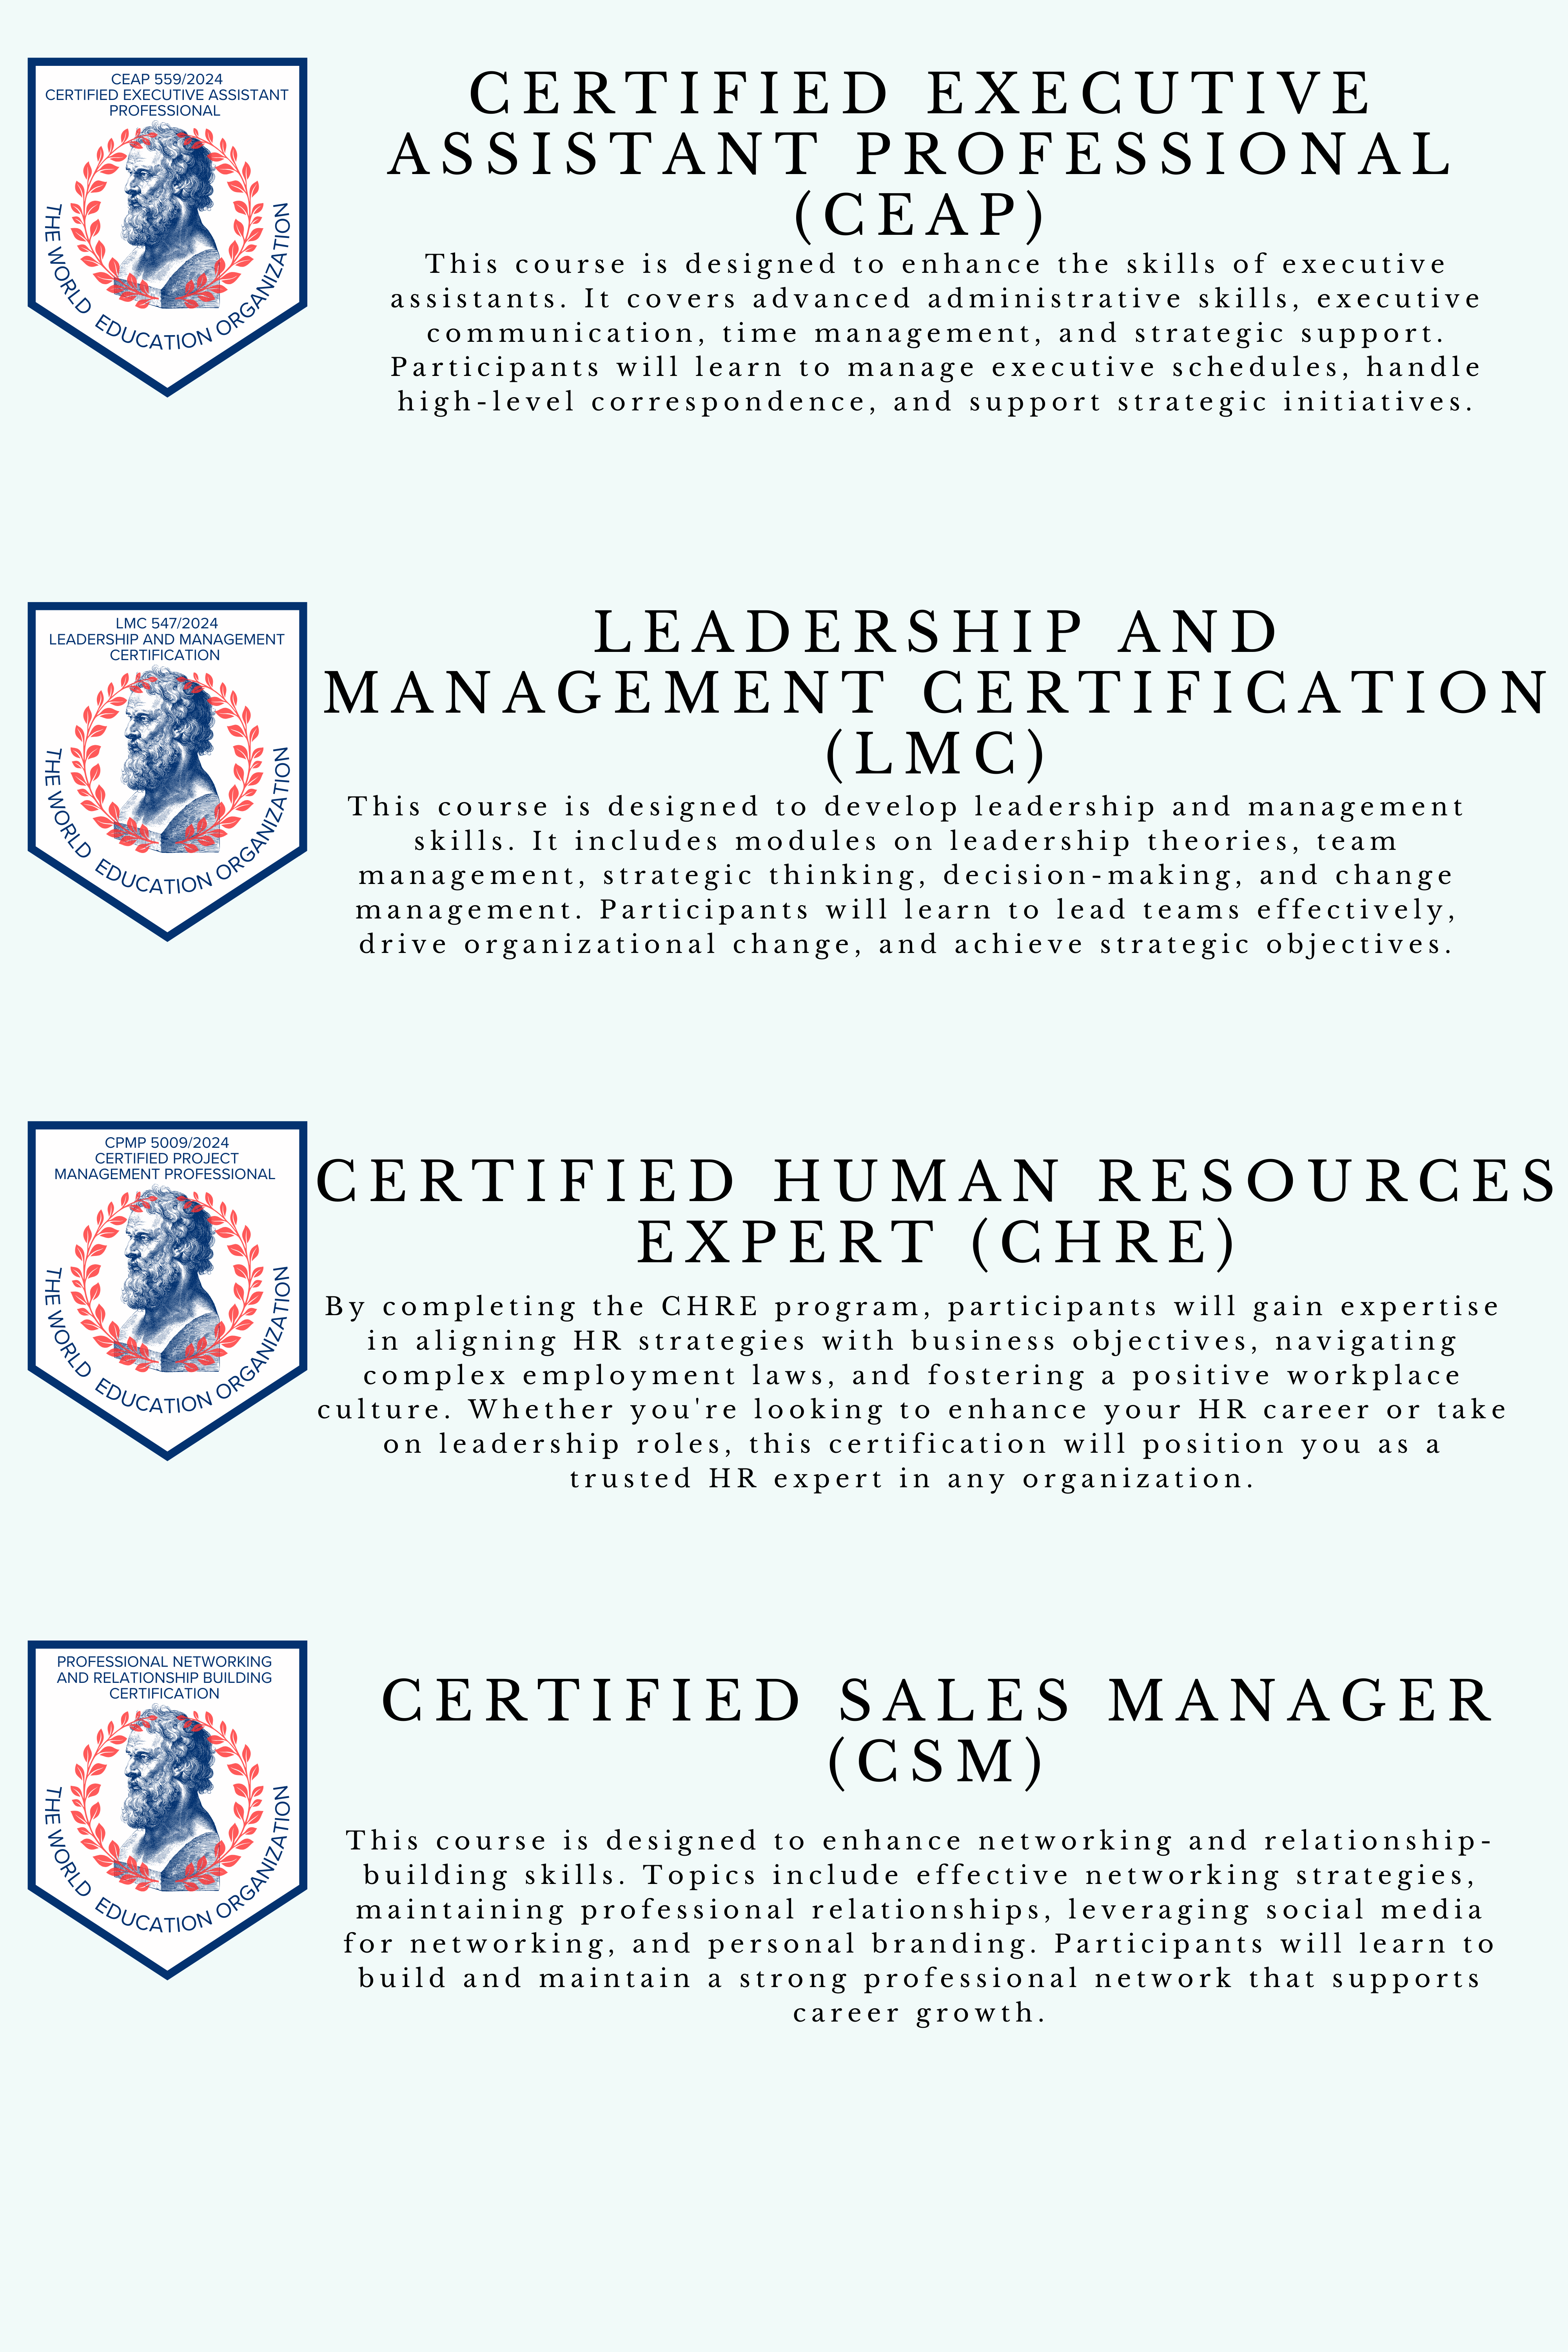 CEAP 559/2024
CERTIFIED EXECUTIVE ASSISTANT
PROFESSIONAL
THE WORLD EDUCATION ORGANIZATION
CERTIFIED EXECUTIVE
ASSISTANT PROFESSIONAL
(CEAP)
This course is designed to enhance the skills of executive
assistants. It covers advanced administrative skills, executive
communication, time management, and strategic support.
Participants will learn to manage executive schedules, handle
high-level correspondence, and support strategic initiatives.
LMC 547/2024
LEADERSHIP AND MANAGEMENT
CERTIFICATION
THE WORLD EDUCATION ORGANIZATION
LEADERSHIP AND
MANAGEMENT CERTIFICATION
(LMC)
This course is designed to develop leadership and management
skills. It includes modules on leadership theories, team
management, strategic thinking, decision-making, and change
management. Participants will learn to lead teams effectively,
drive organizational change, and achieve strategic objectives.
CPMP 5009/2024
CERTIFIED PROJECT
MANAGEMENT PROFESSIONAL
THE WORLD EDUCATION ORGANIZATION
CERTIFIED HUMAN RESOURCES
EXPERT (CHRE)
By completing the CHRE program, participants will gain expertise
in aligning HR strategies with business objectives, navigating
complex employment laws, and fostering a positive workplace
culture. Whether you're looking to enhance your HR career or take
on leadership roles, this certification will position you as a
trusted HR expert in any organization.
PROFESSIONAL NETWORKING
AND RELATIONSHIP BUILDING
CERTIFICATION
THE WORLD EDUCATION ORGANIZATION
CERTIFIED SALES MANAGER
(CSM)
This course is designed to enhance networking and relationship-
building skills. Topics include effective networking strategies,
maintaining professional relationships, leveraging social media
for networking, and personal branding. Participants will learn to
build and maintain a strong professional network that supports
career growth.